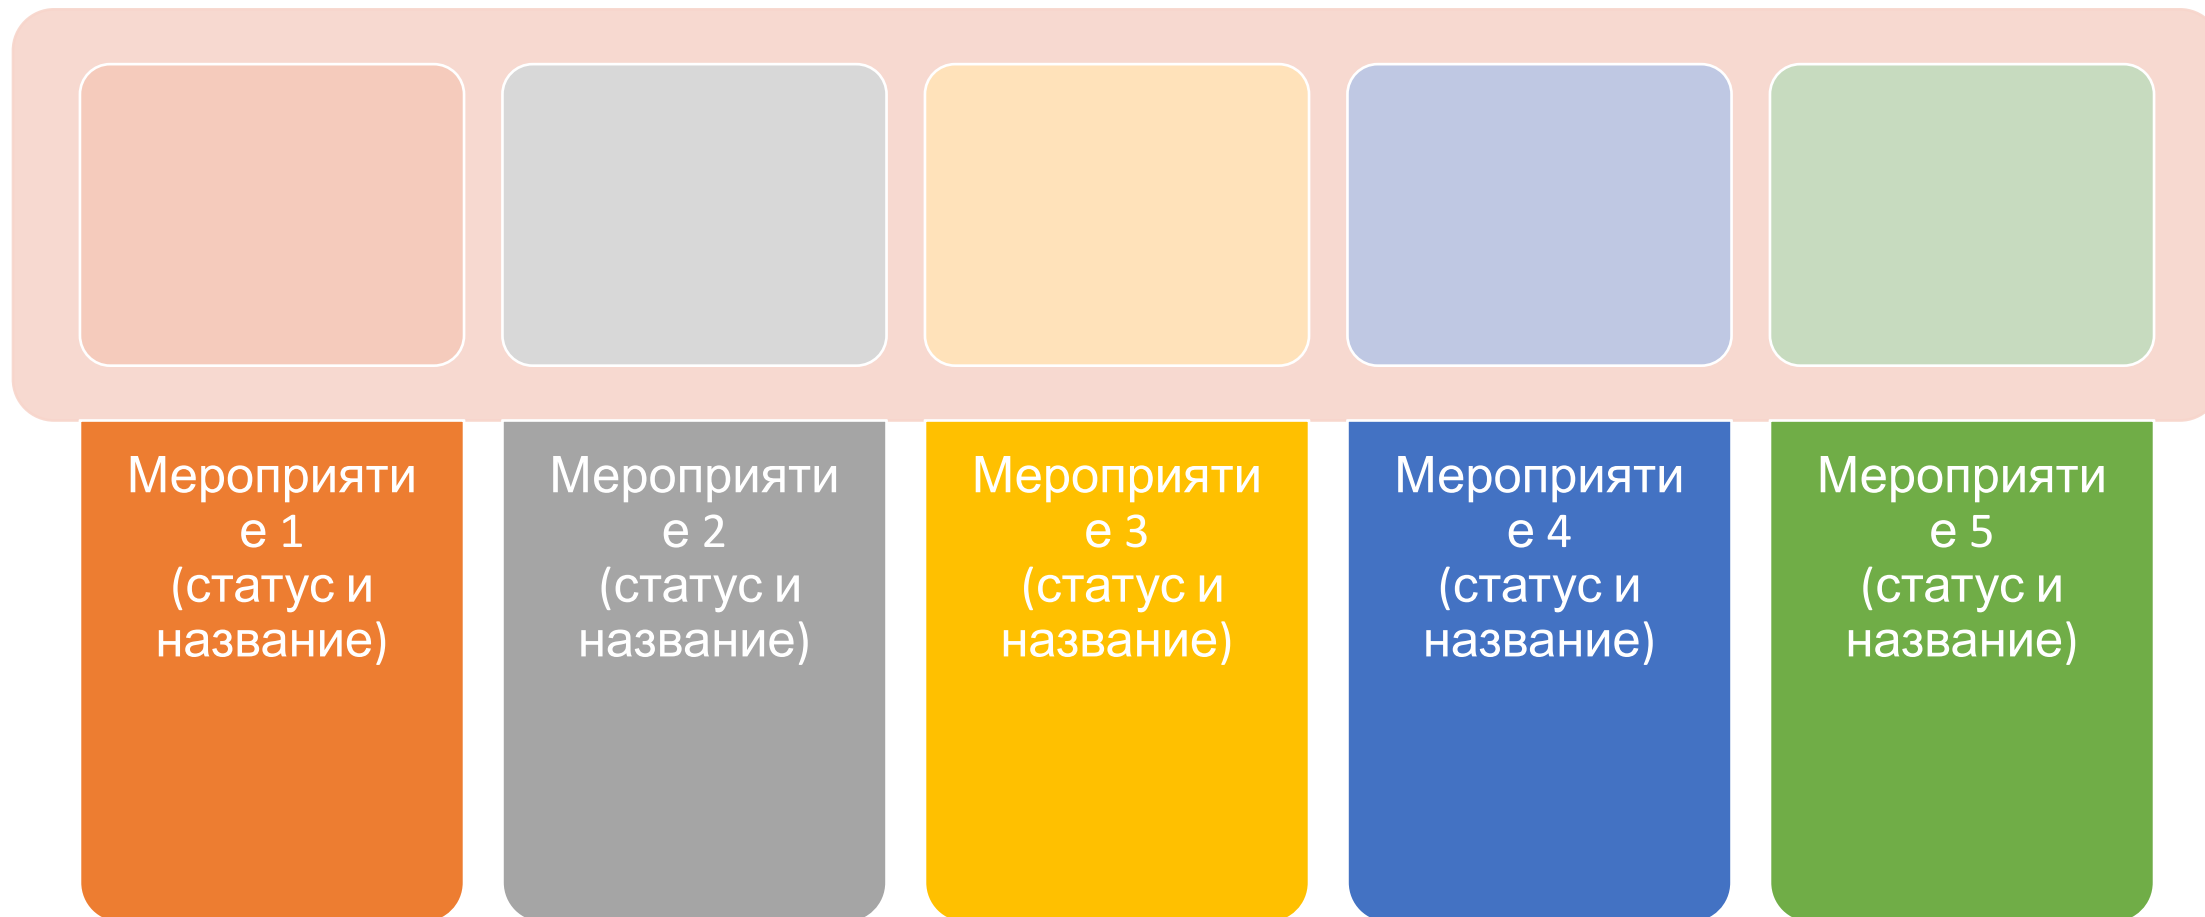 Мероприяти
е 1
(статус и
название)
Мероприяти
е 2
(статус и
название)
Мероприяти
е 3
(статус и
название)
Мероприяти
е 4
(статус и
название)
Мероприяти
е 5
(статус и
название)